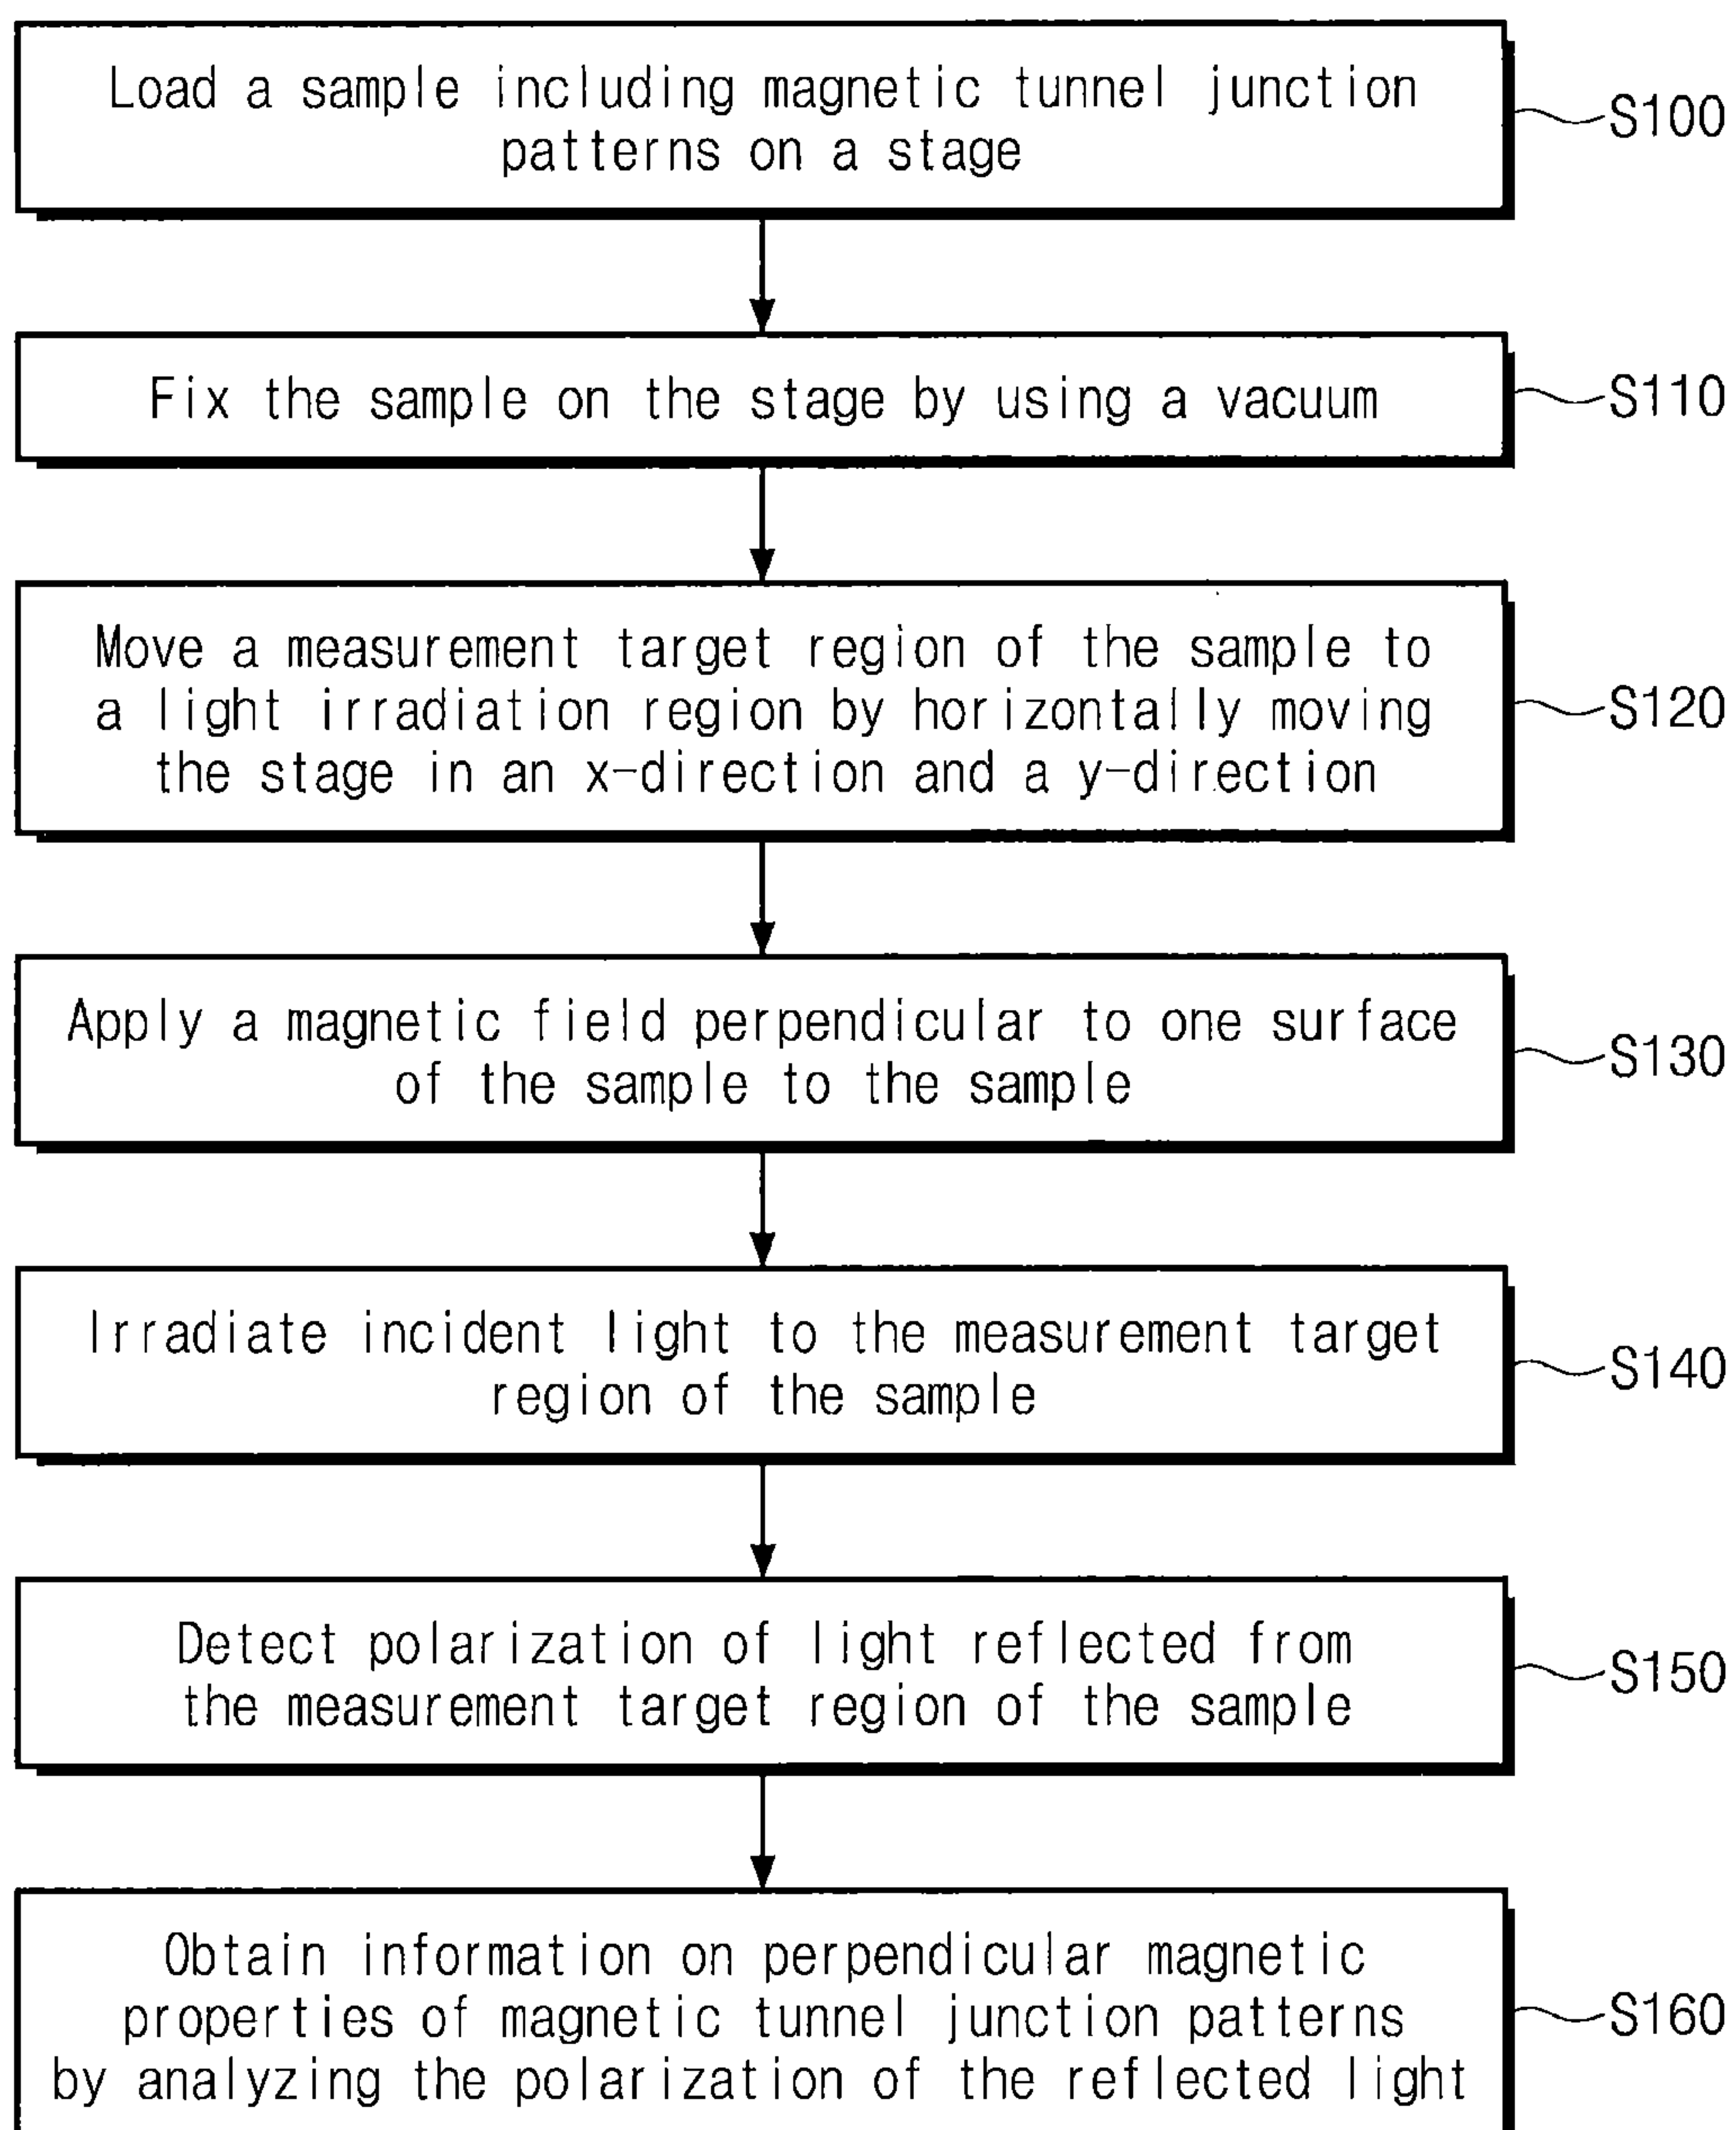 Load a sample including magnetic tunnel junction
patterns on a stage
S100
Fix the sample on the stage by using a vacuum
S110
Move a measurement target region of the sample to
a light irradiation region by horizontally moving
the stage in an x-direction and a y-direction
S120
Apply a magnetic field perpendicular to one surface
of the sample to the sample
S130
Irradiate incident light to the measurement target
region of the sample
S140
Detect polarization of light reflected from
the measurement target region of the sample
S150
Obtain information on perpendicular magnetic
properties of magnetic tunnel junction patterns
by analyzing the polarization of the reflected light
S160